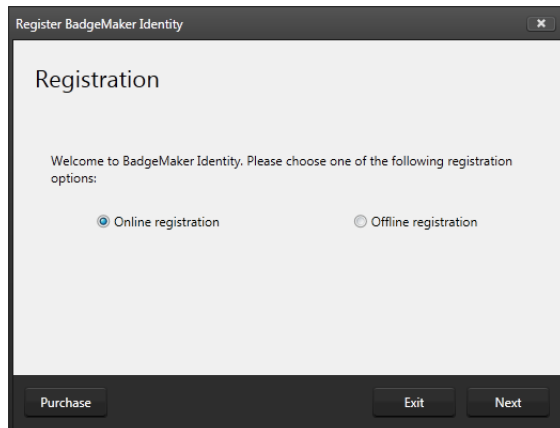 Register BadgeMaker Identity
Registration
Welcome to BadgeMaker Identity. Please choose one of the following registration
options:
Online registration
Offline registration
Purchase
Exit
Next